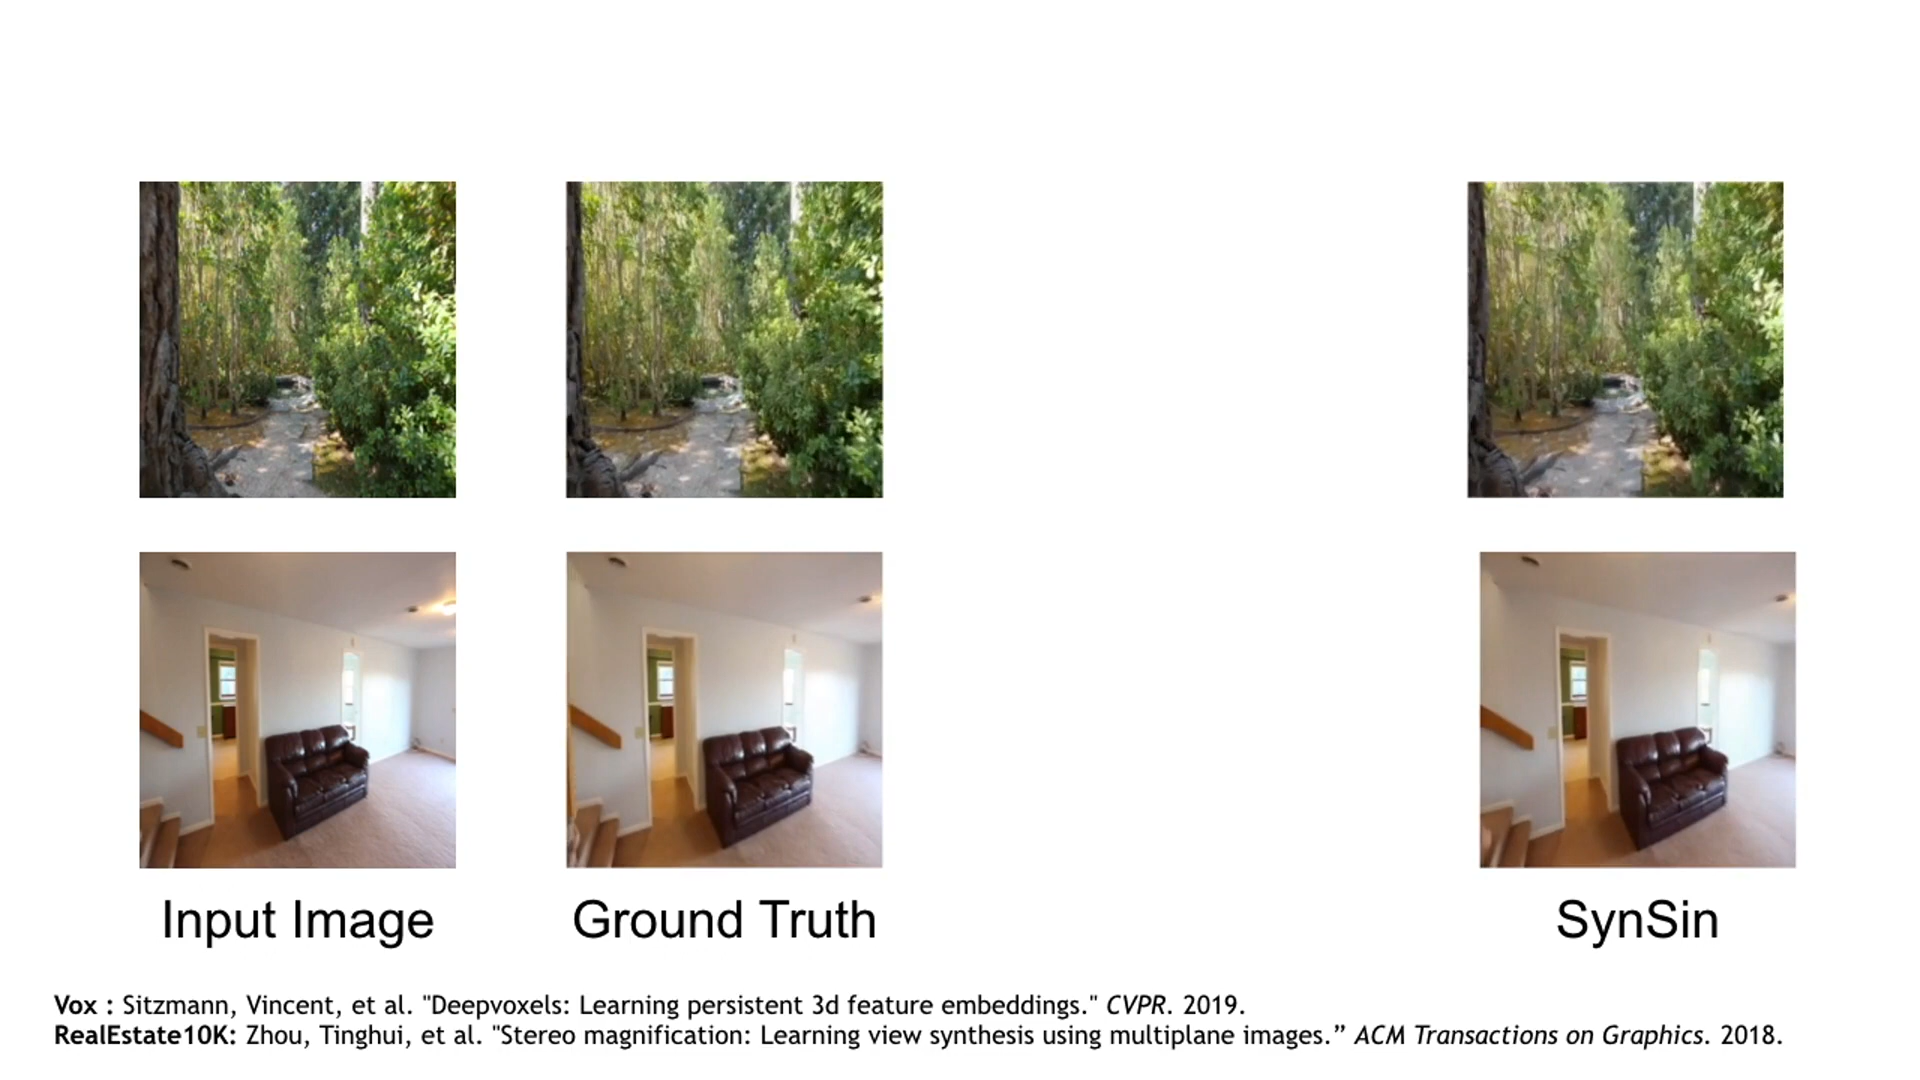 Input Image
Ground Truth
SynSin
Vox : Sitzmann, Vincent, et al. "Deepvoxels: Learning persistent 3d feature embeddings." CVPR. 2019.
RealEstate10K: Zhou, Tinghui, et al. "Stereo magnification: Learning view synthesis using multiplane images.” ACM Transactions on Graphics. 2018.